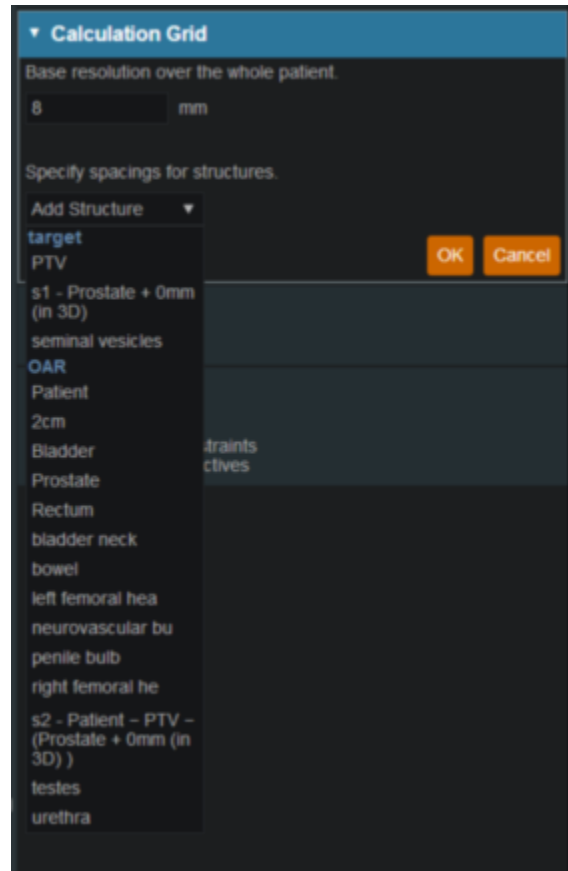 Calculation Grid
Base resolution over the whole patient.
8 mm
Specify spacings for structures.
Add Structure
target
PTV
OK Cancel
s1 - Prostate + 0mm
(in 3D)
seminal vesicles
OAR
Patient
2cm
Bladder
traints
ctives
Prostate
Rectum
bladder neck
bowel
left femoral hea
neurovascular bu
penile bulb
right femoral he
s2 - Patient – PTV –
(Prostate + 0mm (in
3D) )
testes
urethra